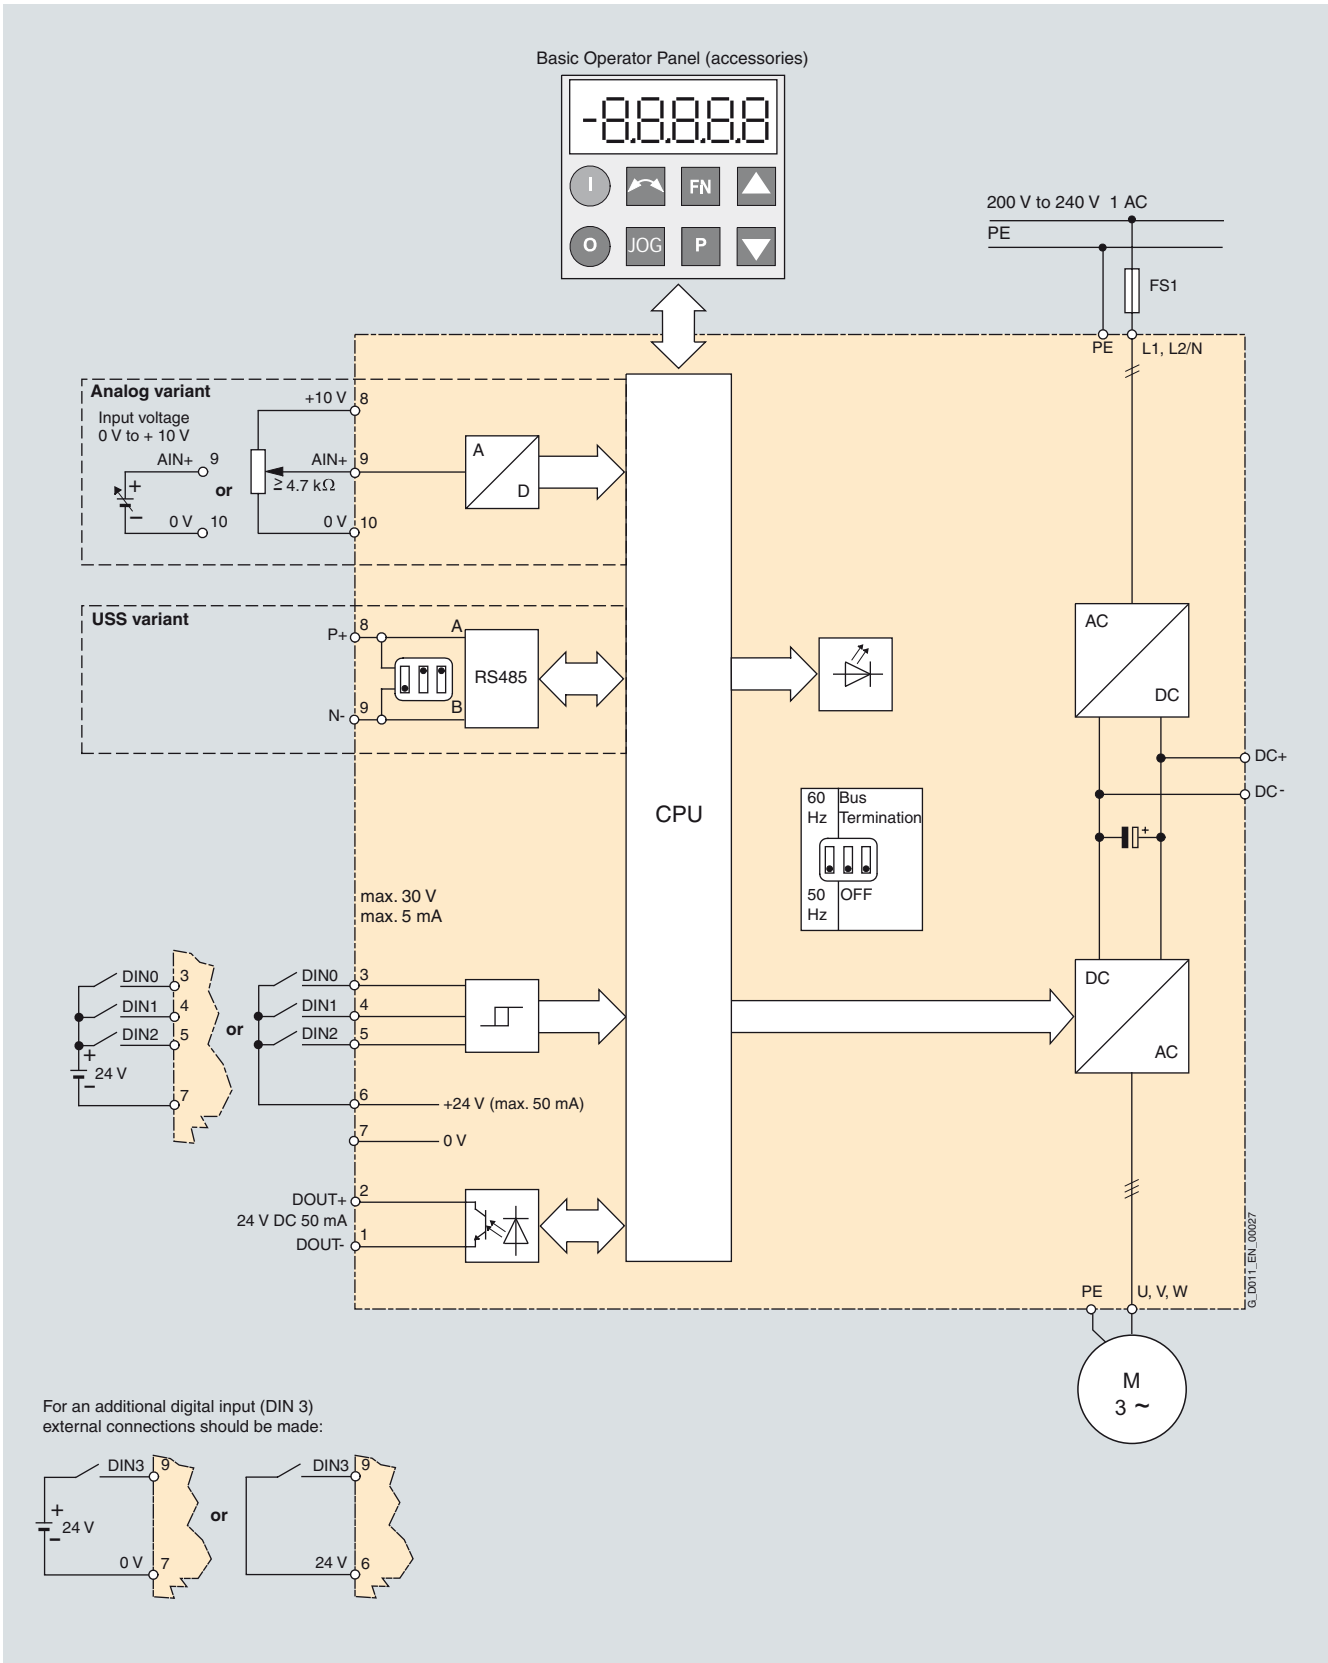 Basic Operator Panel (accessories)
-8.8.8.8.8
I
FN
O
JOG
P
200 V to 240 V 1 AC
PE
FS1
PE
L1, L2/N
Analog variant
Input voltage
0 V to + 10 V
AIN+ 9
+
−
0 V 10
or
+10 V 8
AIN+ 9
≥ 4.7 kΩ
0 V 10
A
D
USS variant
P+ 8
A
N- 9
B
RS485
CPU
AC
DC
DC+
DC-
+
60
Hz
Bus
Termination
50
Hz
OFF
max. 30 V
max. 5 mA
DIN0 3
DIN1 4
DIN2 5
+
24 V
−
7
or
DIN0 3
DIN1 4
DIN2 5
6
+24 V (max. 50 mA)
7
0 V
DC
AC
DOUT+ 2
24 V DC 50 mA
DOUT- 1
G_D011_EN_00027
PE
U, V, W
M
3 ~
For an additional digital input (DIN 3)
external connections should be made:
DIN3 9
+
24 V
−
0 V 7
or
DIN3 9
24 V 6